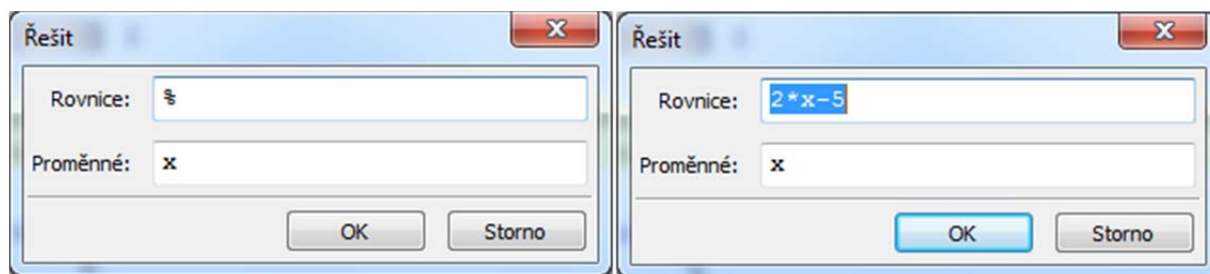 Řešit
Rovnice: %
Proměnné: x
OK Storno
Řešit
Rovnice: 2*x-5
Proměnné: x
OK Storno